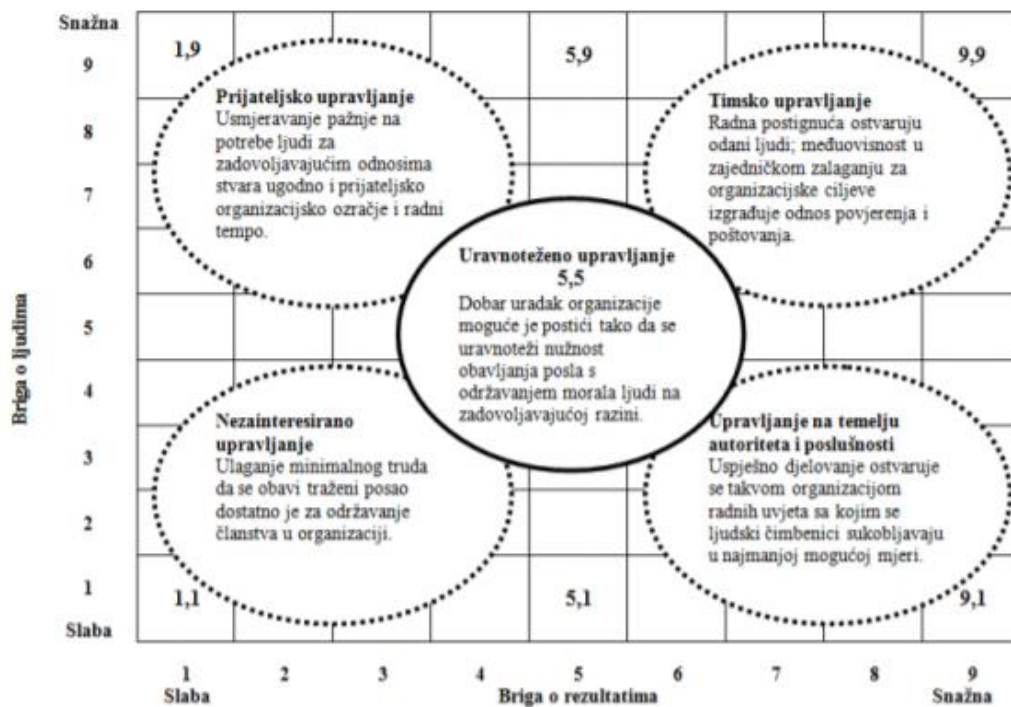 Snažna
9
8
7
6
5
4
3
2
1
Slaba
Briga o ljudima
1,9
5,9
9,9
Prijateljsko upravljanje
Usmjeravanje pažnje na
potrebe ljudi za
zadovoljavajućim odnosima
stvara ugodno i prijateljsko
organizacijsko ozračje i radni
tempo.
Timsko upravljanje
Radna postignuća ostvaruju
odani ljudi; međuovisnost u
zajedničkom zalaganju za
organizacijske ciljeve
izgrađuje odnos povjerenja i
poštovanja.
Uravnoteženo upravljanje
5,5
Dobar uradak organizacije
moguće je postići tako da se
uravnoteži nužnost
obavljanja posla s
održavanjem morala ljudi na
zadovoljavajućoj razini.
Nezainteresirano
upravljanje
Ulaganje minimalnog truda
da se obavi traženi posao
dostatno je za održavanje
članstva u organizaciji.
Upravljanje na temelju
autoriteta i poslušnosti
Uspješno djelovanje ostvaruje
se takvom organizacijom
radnih uvjeta sa kojim se
ljudski čimbenici sukobljavaju
u najmanjoj mogućoj mjeri.
1,1
5,1
9,1
1 2 3 4 5 6 7 8 9
Slaba Briga o rezultatima Snažna